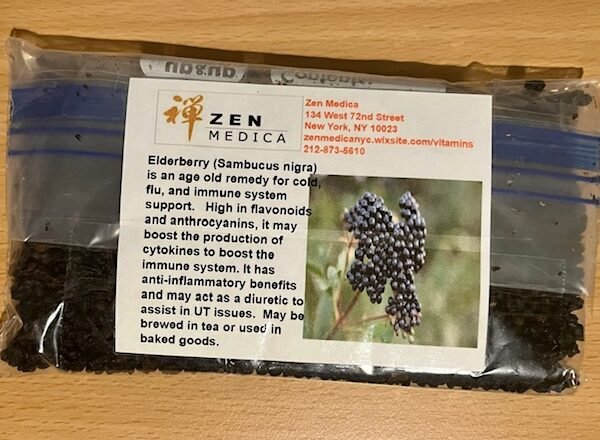 up&up
禅 ZEN
MEDICA
Zen Medica
134 West 72nd Street
New York, NY 10023
zenmedicanyc.wixsite.com/vitamins
212-873-5610
Elderberry (Sambucus nigra)
is an age old remedy for cold,
flu, and immune system
support. High in flavonoids
and anthrocyanins, it may
boost the production of
cytokines to boost the
immune system. It has
anti-inflammatory benefits
and may act as a diuretic to
assist in UT issues. May be
brewed in tea or used in
baked goods.